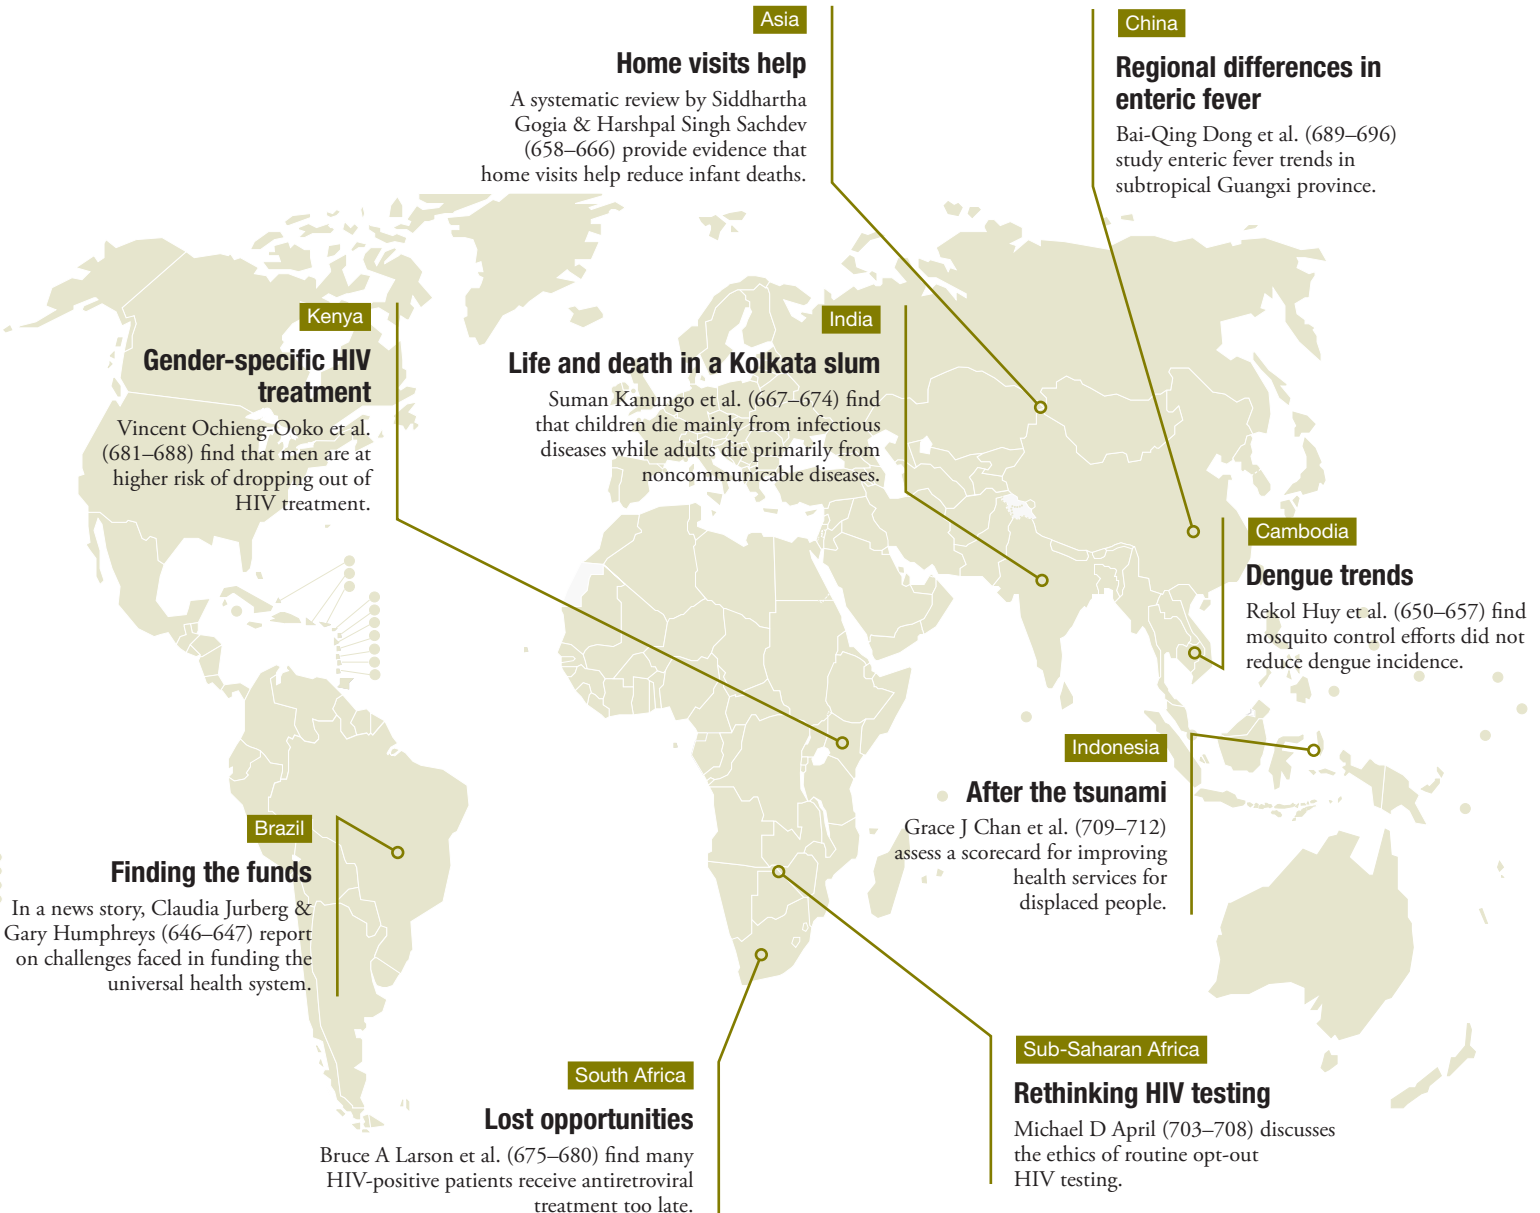 Asia
Home visits help
A systematic review by Siddhartha
Gogia & Harshpal Singh Sachdev
(658–666) provide evidence that
home visits help reduce infant deaths.
China
Regional differences in
enteric fever
Bai-Qing Dong et al. (689–696)
study enteric fever trends in
subtropical Guangxi province.
Kenya
Gender-specific HIV
treatment
Vincent Ochieng-Ooko et al.
(681–688) find that men are at
higher risk of dropping out of
HIV treatment.
India
Life and death in a Kolkata slum
Suman Kanungo et al. (667–674) find
that children die mainly from infectious
diseases while adults die primarily from
noncommunicable diseases.
Cambodia
Dengue trends
Rekol Huy et al. (650–657) find
mosquito control efforts did not
reduce dengue incidence.
Indonesia
After the tsunami
Grace J Chan et al. (709–712)
assess a scorecard for improving
health services for
displaced people.
Brazil
Finding the funds
In a news story, Claudia Jurberg &
Gary Humphreys (646–647) report
on challenges faced in funding the
universal health system.
South Africa
Lost opportunities
Bruce A Larson et al. (675–680) find many
HIV-positive patients receive antiretroviral
treatment too late.
Sub-Saharan Africa
Rethinking HIV testing
Michael D April (703–708) discusses
the ethics of routine opt-out
HIV testing.